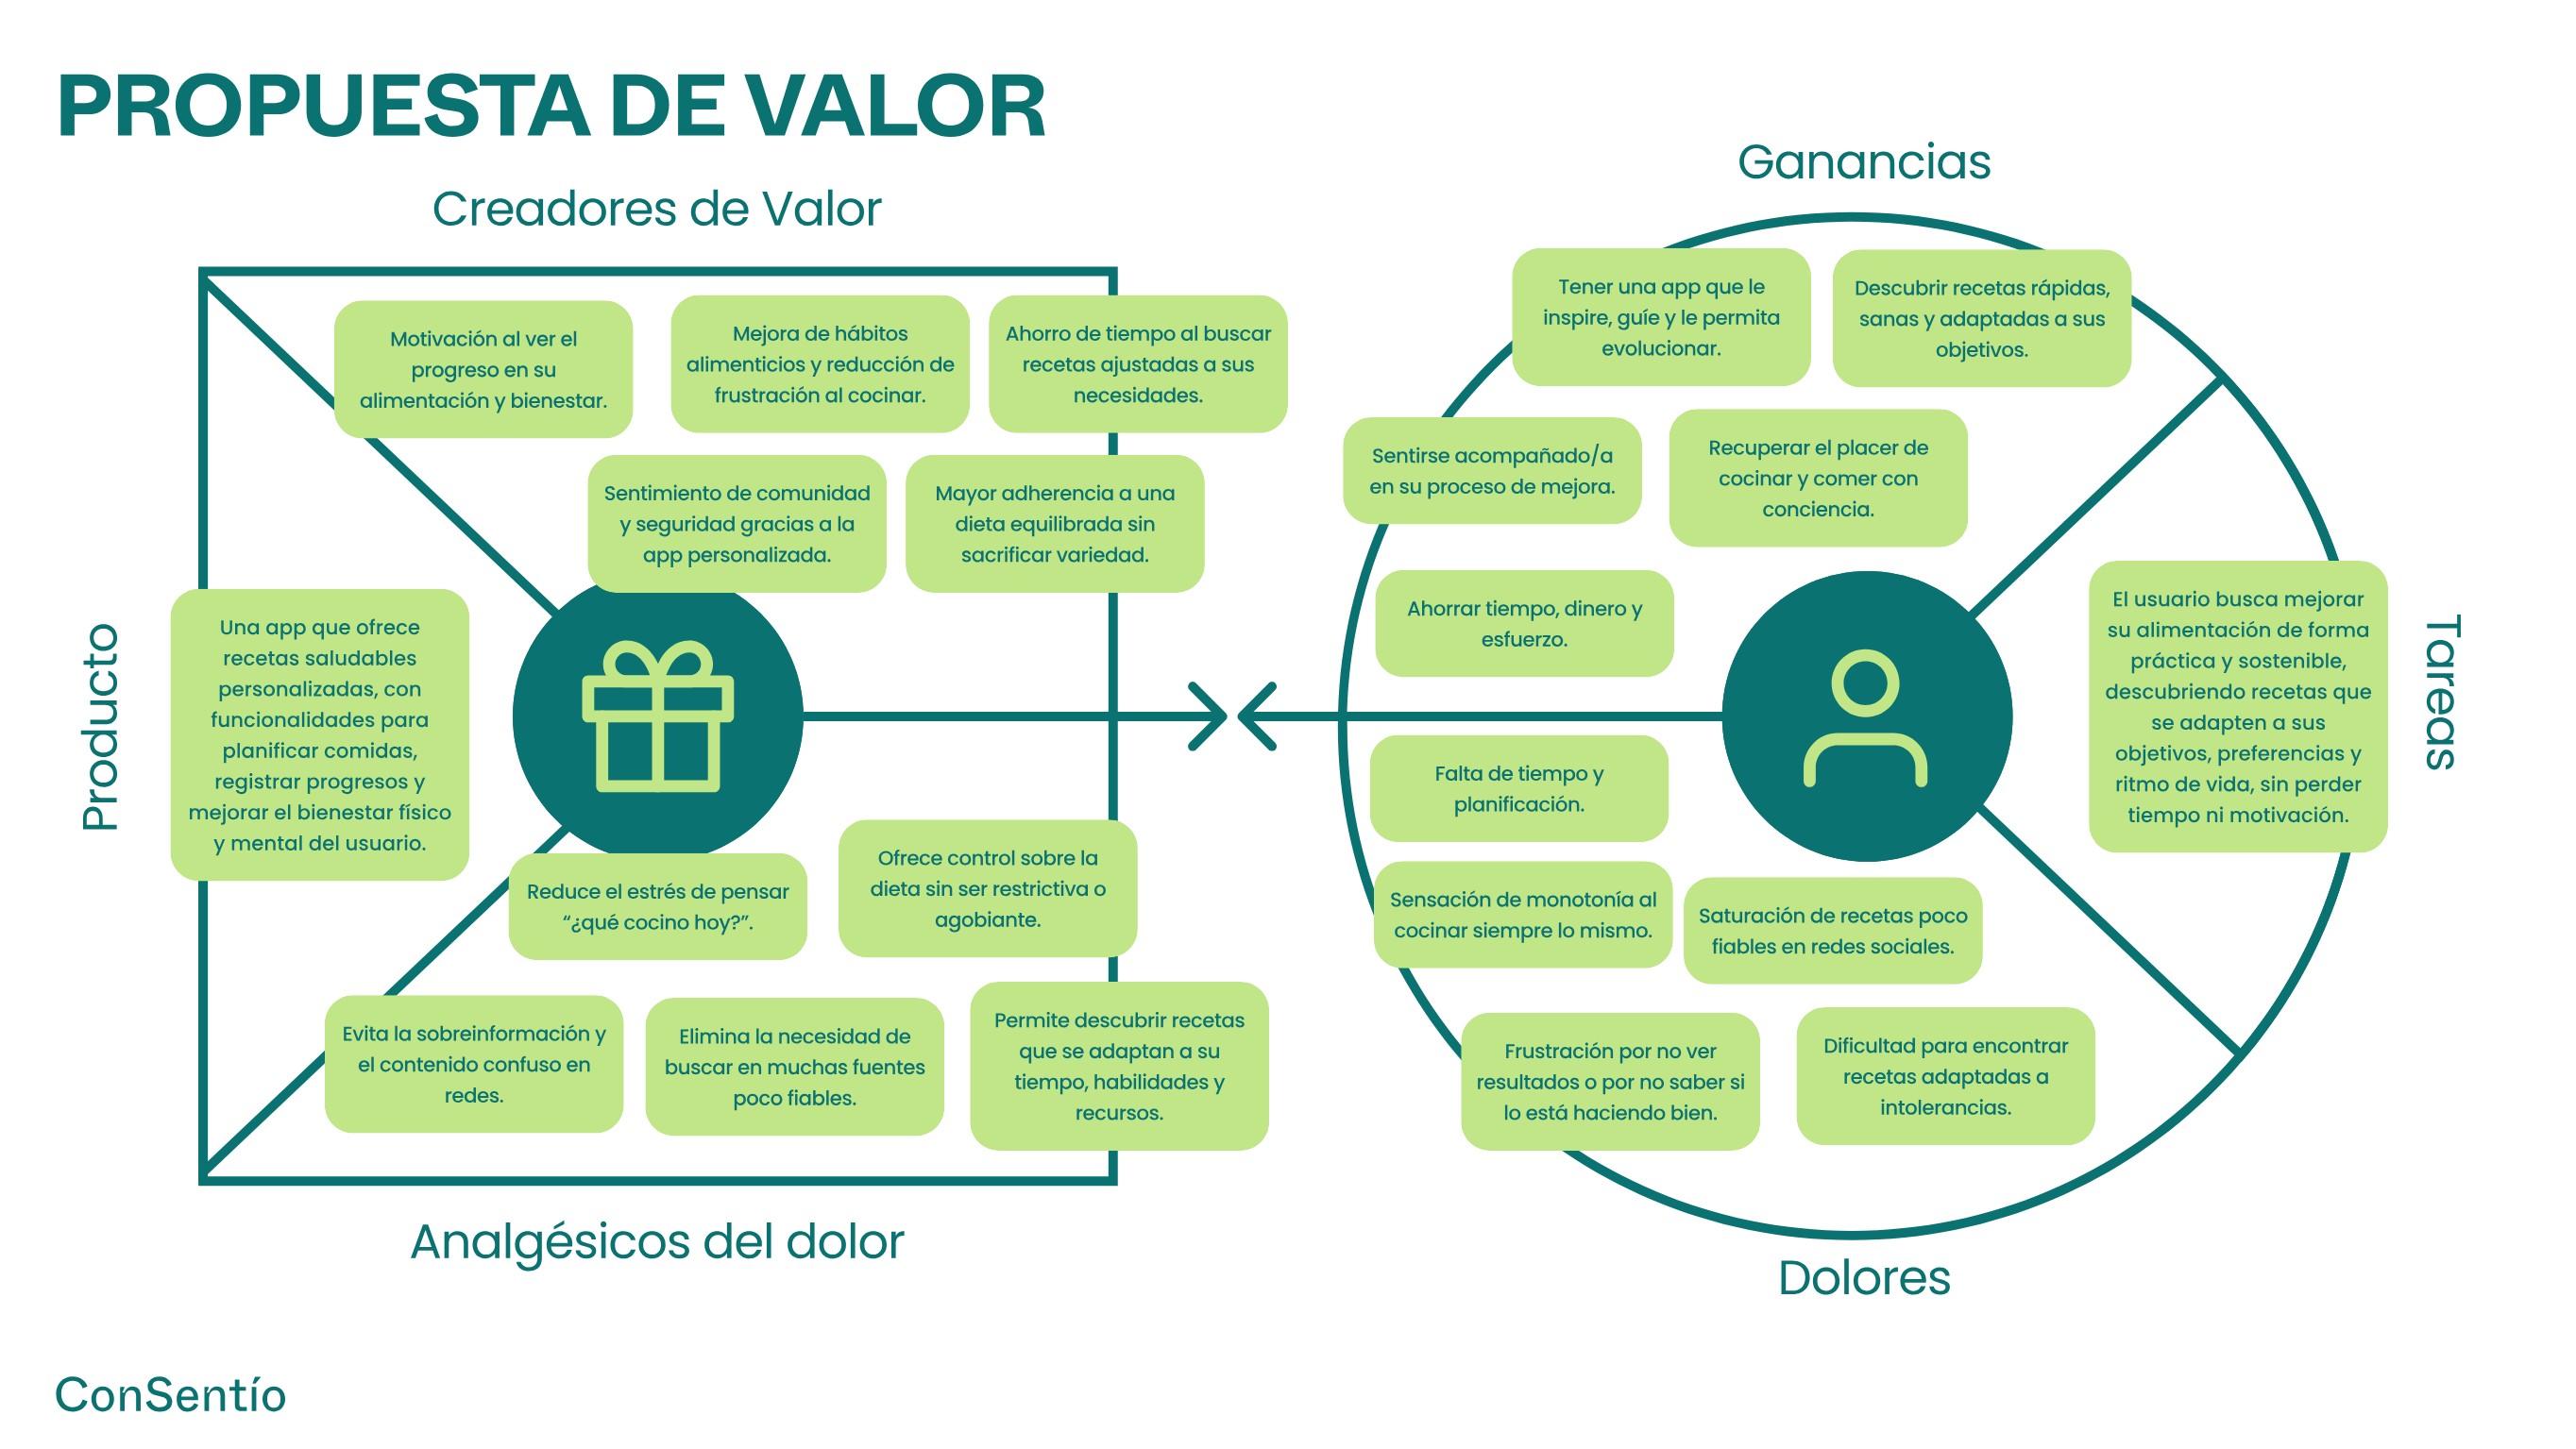 PROPUESTA DE VALOR
Creadores de Valor
Motivación al ver el
progreso en su
alimentación y bienestar.
Mejora de hábitos
alimenticios y reducción de
frustración al cocinar.
Ahorro de tiempo al buscar
recetas ajustadas a sus
necesidades.
Sentimiento de comunidad
y seguridad gracias a la
app personalizada.
Mayor adherencia a una
dieta equilibrada sin
sacrificar variedad.
Producto
Una app que ofrece
recetas saludables
personalizadas, con
funcionalidades para
planificar comidas,
registrar progresos y
mejorar el bienestar físico
y mental del usuario.
Reduce el estrés de pensar
“¿qué cocino hoy?”.
Ofrece control sobre la
dieta sin ser restrictiva o
agobiante.
Evita la sobreinformación y
el contenido confuso en
redes.
Elimina la necesidad de
buscar en muchas fuentes
poco fiables.
Permite descubrir recetas
que se adaptan a su
tiempo, habilidades y
recursos.
Analgésicos del dolor
Ganancias
Tener una app que le
inspire, guíe y le permita
evolucionar.
Descubrir recetas rápidas,
sanas y adaptadas a sus
objetivos.
Sentirse acompañado/a
en su proceso de mejora.
Recuperar el placer de
cocinar y comer con
conciencia.
Ahorrar tiempo, dinero y
esfuerzo.
El usuario busca mejorar
su alimentación de forma
práctica y sostenible,
descubriendo recetas que
se adapten a sus
objetivos, preferencias y
ritmo de vida, sin perder
tiempo ni motivación.
Tareas
Falta de tiempo y
planificación.
Sensación de monotonía al
cocinar siempre lo mismo.
Saturación de recetas poco
fiables en redes sociales.
Frustración por no ver
resultados o por no saber si
lo está haciendo bien.
Dificultad para encontrar
recetas adaptadas a
intolerancias.
Dolores
ConSentío